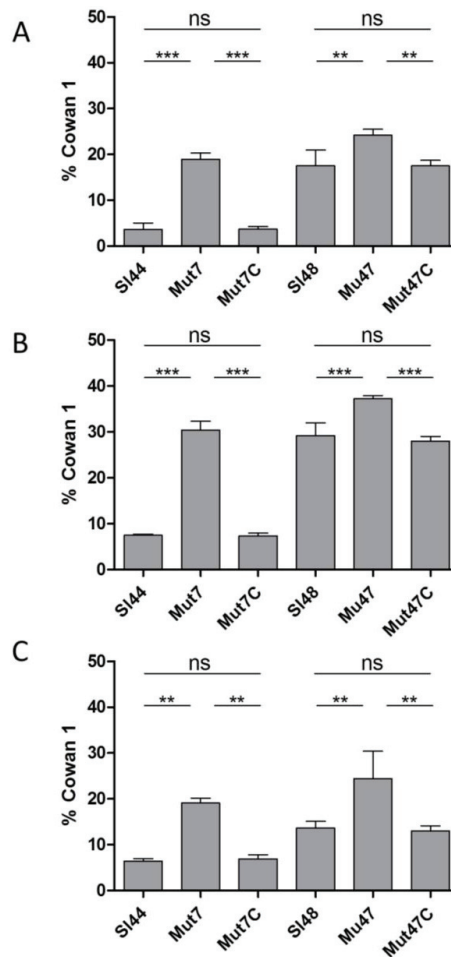 A
ns ns
*** *** ** **
50
40
30
20
10
0
% Cowan 1
SI44 Mut7 Mut7C SI48 Mu47 Mut47C
B
ns ns
*** *** *** ***
50
40
30
20
10
0
% Cowan 1
SI44 Mut7 Mut7C SI48 Mu47 Mut47C
C
ns ns
** ** ** **
50
40
30
20
10
0
% Cowan 1
SI44 Mut7 Mut7C SI48 Mu47 Mut47C